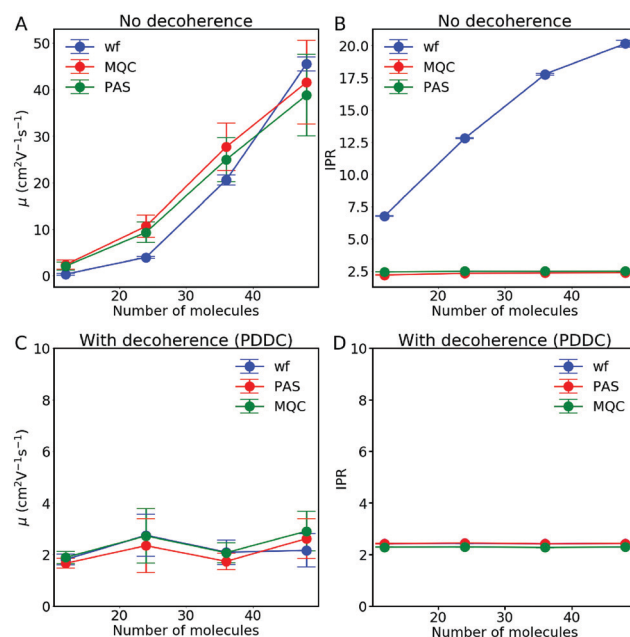 A
No decoherence
50
40
30
20
10
0
μ (cm²V⁻¹s⁻¹)
wf
MQC
PAS
20
30
40
Number of molecules
B
No decoherence
20.0
17.5
15.0
12.5
10.0
7.5
5.0
2.5
IPR
wf
MQC
PAS
20
30
40
Number of molecules
C
With decoherence (PDDC)
10
8
6
4
2
0
μ (cm²V⁻¹s⁻¹)
wf
PAS
MQC
20
30
40
Number of molecules
D
With decoherence (PDDC)
10
8
6
4
2
0
IPR
wf
PAS
MQC
20
30
40
Number of molecules